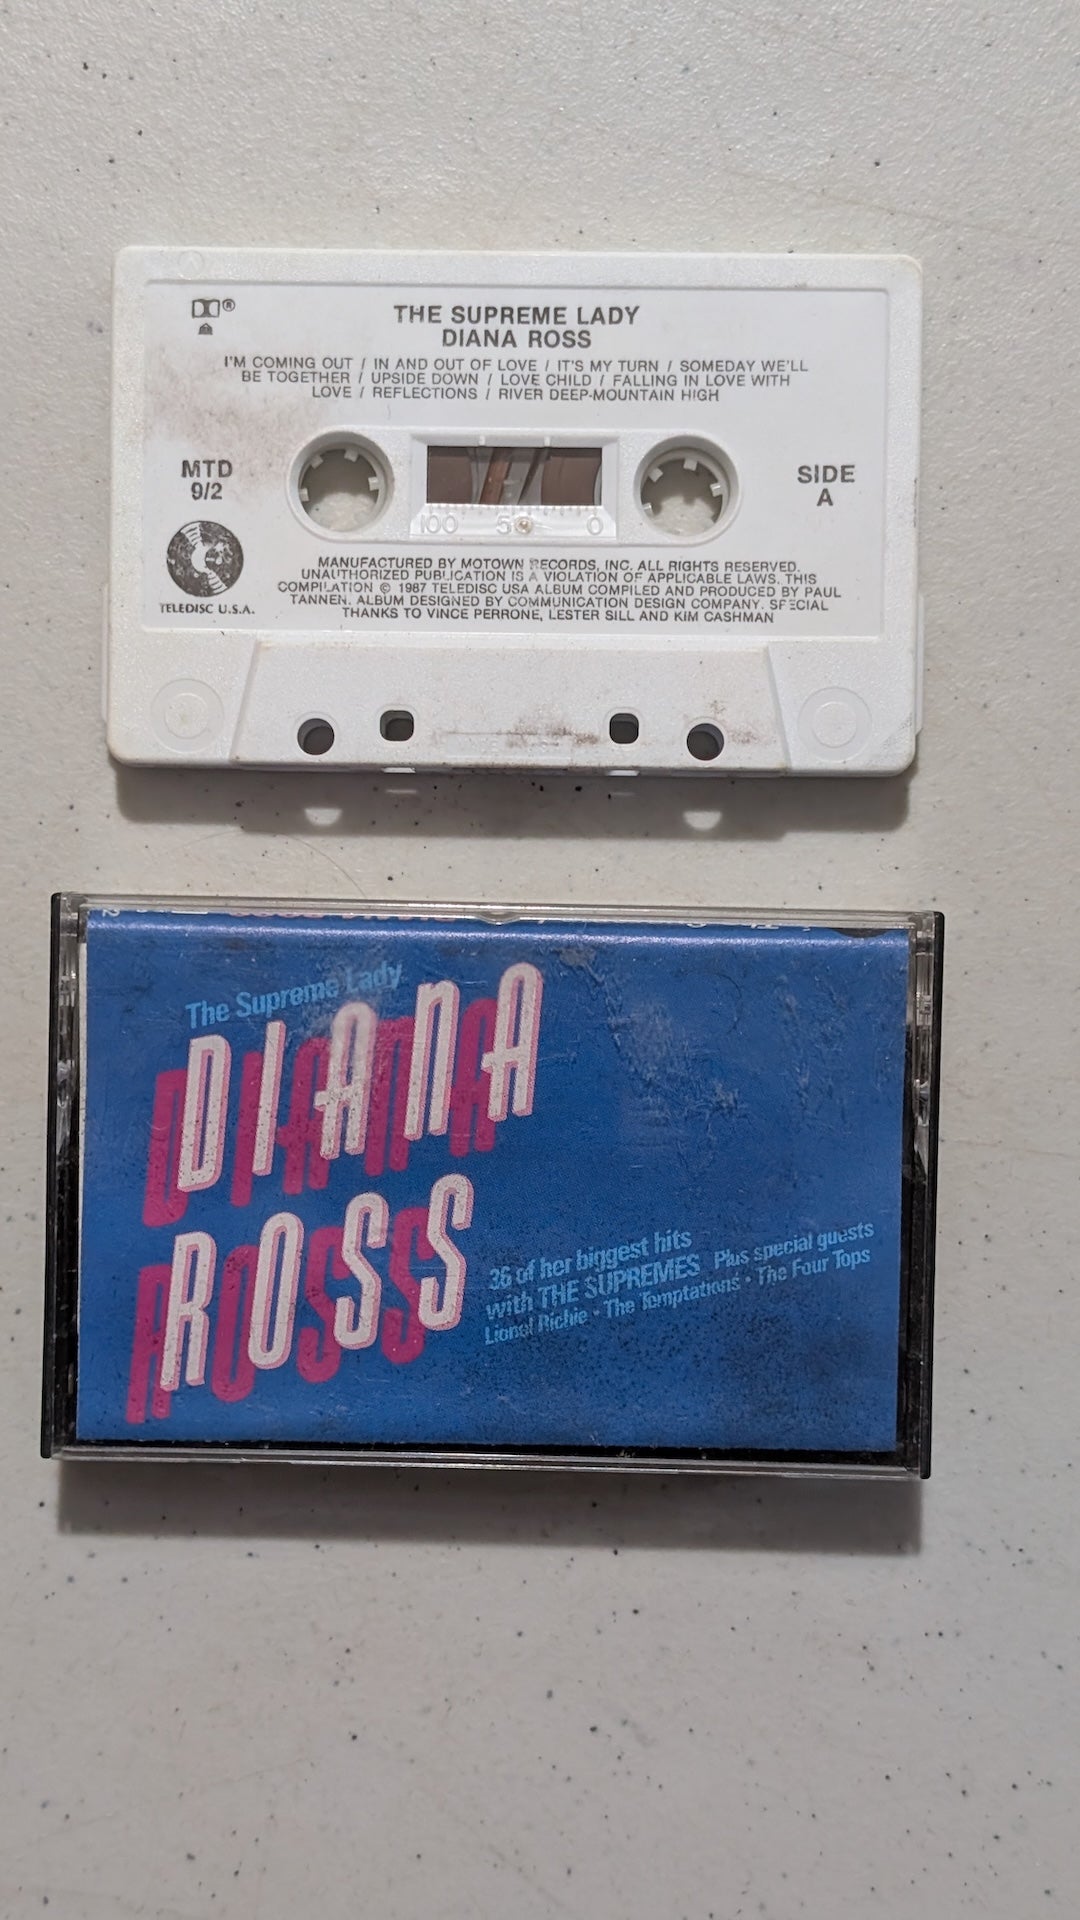 ®
THE SUPREME LADY
DIANA ROSS
I'M COMING OUT / IN AND OUT OF LOVE / IT'S MY TURN / SOMEDAY WE'LL
BE TOGETHER / UPSIDE DOWN / LOVE CHILD / FALLING IN LOVE WITH
LOVE / REFLECTIONS / RIVER DEEP-MOUNTAIN HIGH
MTD
9/2
SIDE
A
100 50 0
MANUFACTURED BY MOTOWN RECORDS, INC. ALL RIGHTS RESERVED.
UNAUTHORIZED PUBLICATION IS A VIOLATION OF APPLICABLE LAWS. THIS
COMPILATION © 1987 TELEDISC USA ALBUM COMPILED AND PRODUCED BY PAUL
TANNEN. ALBUM DESIGNED BY COMMUNICATION DESIGN COMPANY. SPECIAL
THANKS TO VINCE PERRONE, LESTER SILL AND KIM CASHMAN
TELEDISC U.S.A.
The Supreme Lady
DIANA
ROSS
36 of her biggest hits
with THE SUPREMES Plus special guests
Lionel Richie • The Temptations • The Four Tops